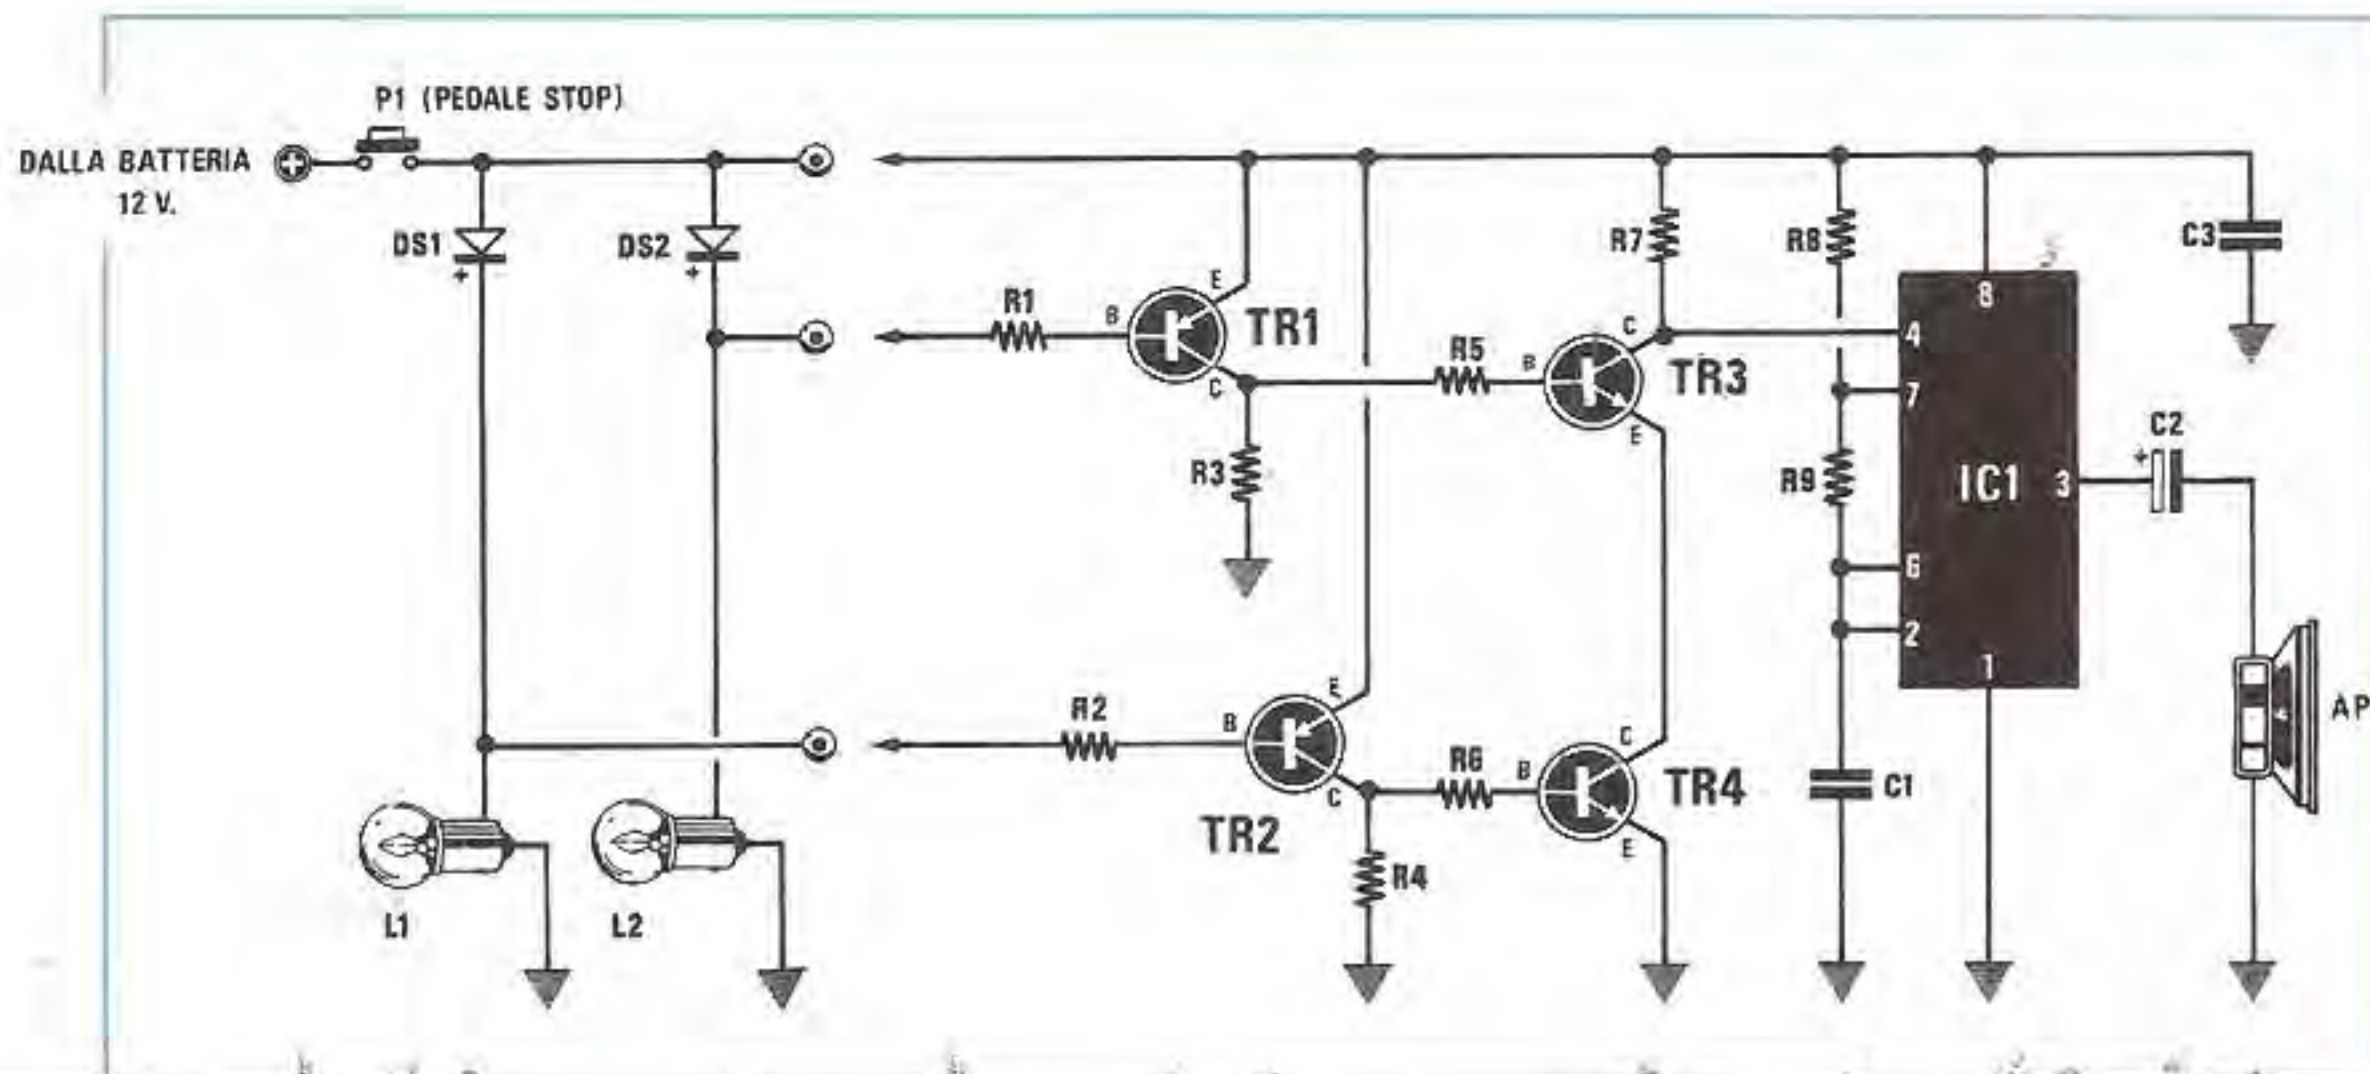 P1 (PEDALE STOP)
DALLA BATTERIA
12 V.
DS1
+
DS2
+
R7
R8
C3
8
E
R1
B
TR1
C
4
R5
B
TR3
7
C
E
R3
C2
+
R9
IC1
3
6
2
1
E
AP
R2
B
C
R6
B
TR4
C1
C
TR2
E
R4
L1
L2